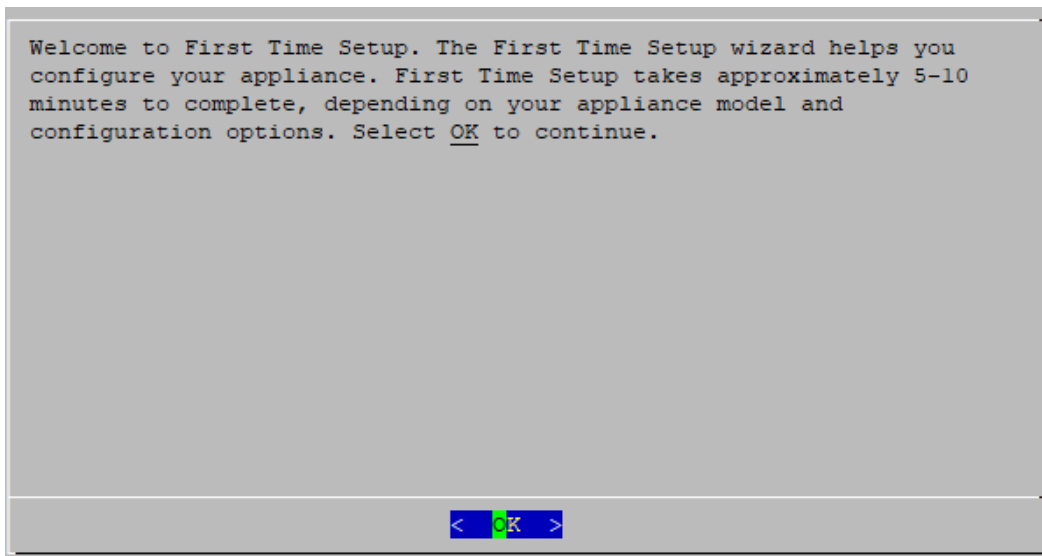 Welcome to First Time Setup. The First Time Setup wizard helps you
configure your appliance. First Time Setup takes approximately 5-10
minutes to complete, depending on your appliance model and
configuration options. Select OK to continue.
< OK >